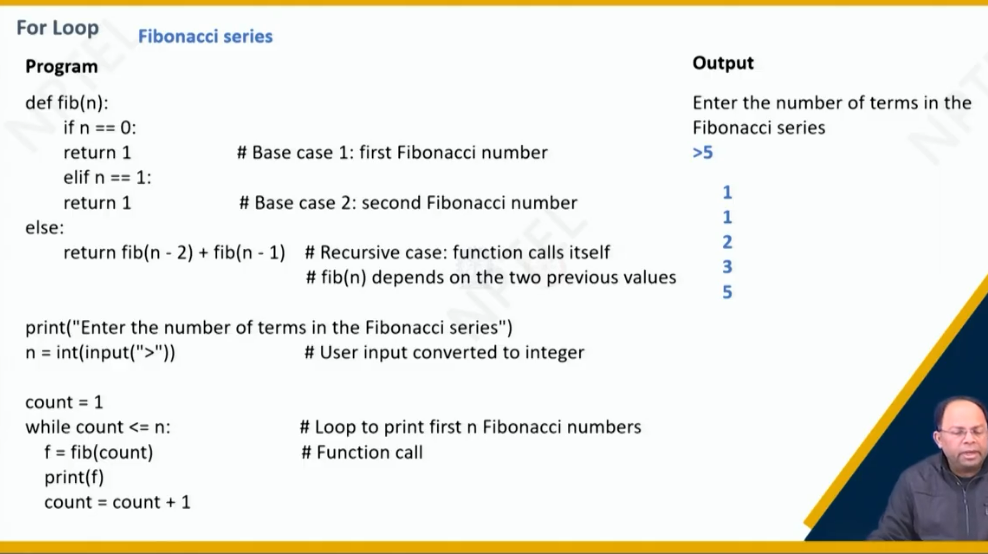 For Loop
Fibonacci series
Program
def fib(n):
if n == 0:
return 1 # Base case 1: first Fibonacci number
elif n == 1:
return 1 # Base case 2: second Fibonacci number
else:
return fib(n - 2) + fib(n - 1) # Recursive case: function calls itself
# fib(n) depends on the two previous values
print("Enter the number of terms in the Fibonacci series")
n = int(input(">")) # User input converted to integer
count = 1
while count <= n: # Loop to print first n Fibonacci numbers
f = fib(count) # Function call
print(f)
count = count + 1
Output
Enter the number of terms in the
Fibonacci series
>5
1
1
2
3
5
NPTEL
NPTEL
NPTEL